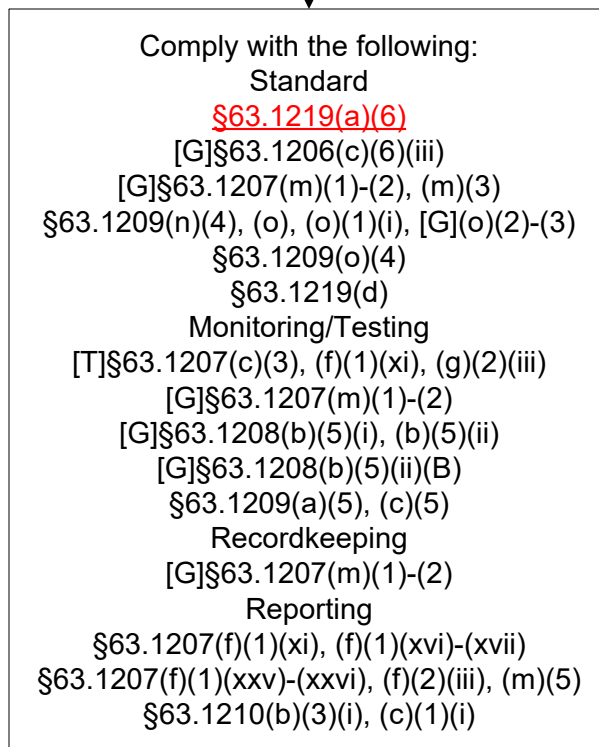 Comply with the following:
Standard
§63.1219(a)(6)
[G]§63.1206(c)(6)(iii)
[G]§63.1207(m)(1)-(2), (m)(3)
§63.1209(n)(4), (o), (o)(1)(i), [G](o)(2)-(3)
§63.1209(o)(4)
§63.1219(d)
Monitoring/Testing
[T]§63.1207(c)(3), (f)(1)(xi), (g)(2)(iii)
[G]§63.1207(m)(1)-(2)
[G]§63.1208(b)(5)(i), (b)(5)(ii)
[G]§63.1208(b)(5)(ii)(B)
§63.1209(a)(5), (c)(5)
Recordkeeping
[G]§63.1207(m)(1)-(2)
Reporting
§63.1207(f)(1)(xi), (f)(1)(xvi)-(xvii)
§63.1207(f)(1)(xxv)-(xxvi), (f)(2)(iii), (m)(5)
§63.1210(b)(3)(i), (c)(1)(i)